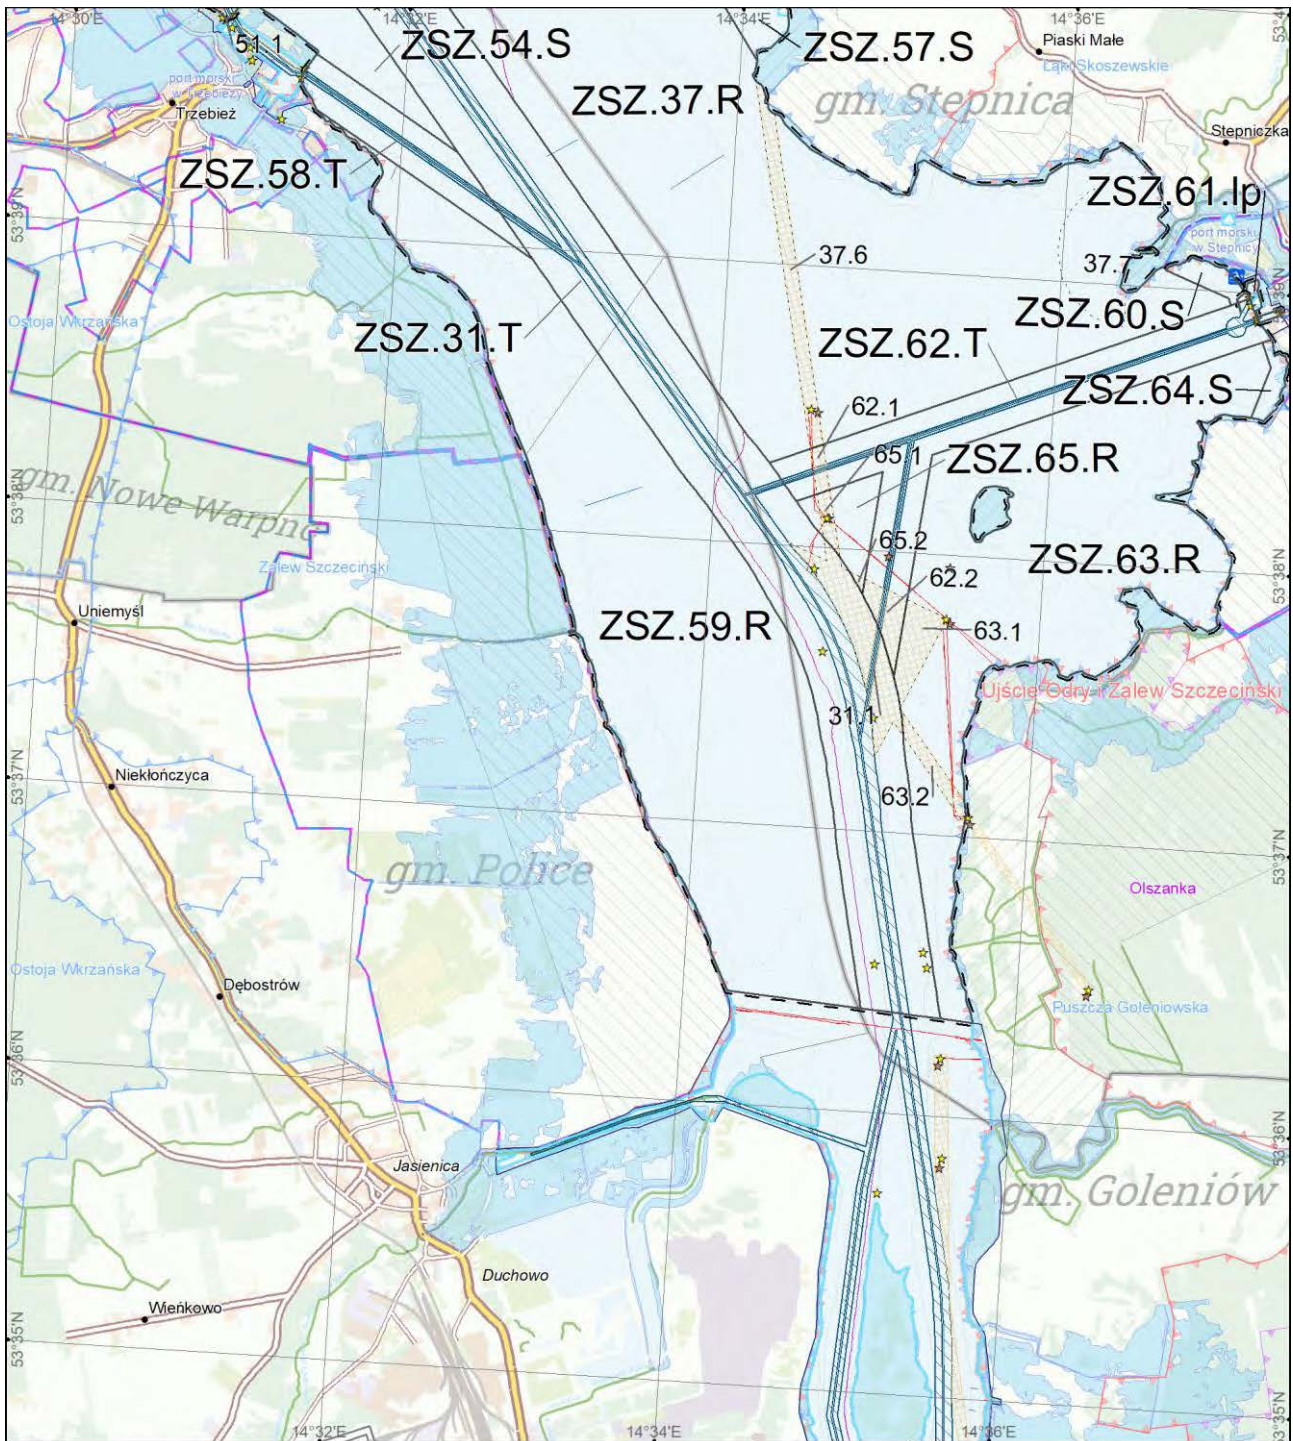 14°30'E
14°32'E
14°34'E
14°36'E
53°4
51.1
ZSZ.54.S
ZSZ.57.S
Piaski Małe
Łąki Skoszewskie
port morski
w Trzebieży
Trzebież
ZSZ.37.R
gm. Stepnica
Stepniczka
ZSZ.58.T
ZSZ.61.Ip
53°39'N
port morski
w Stepnicy
37.6
37.7
53°39'N
ZSZ.60.S
Ostoja Wkrzańska
ZSZ.31.T
ZSZ.62.T
ZSZ.64.S
62.1
65.1
ZSZ.65.R
53°38'N
gm. Nowe Warpno
65.2
ZSZ.63.R
53°38'N
Zalew Szczeciński
62.2
Uniemyśl
ZSZ.59.R
63.1
Ujście Odry i Zalew Szczeciński
31.1
53°37'N
Niekłończyca
63.2
53°37'N
gm. Police
Olszanka
Ostoja Wkrzańska
Dębostrów
Puszcza Goleniowska
53°36'N
53°36'N
Jasienica
gm. Goleniów
Duchowo
Wieńkowo
53°35'N
53°35'N
14°32'E
14°34'E
14°36'E